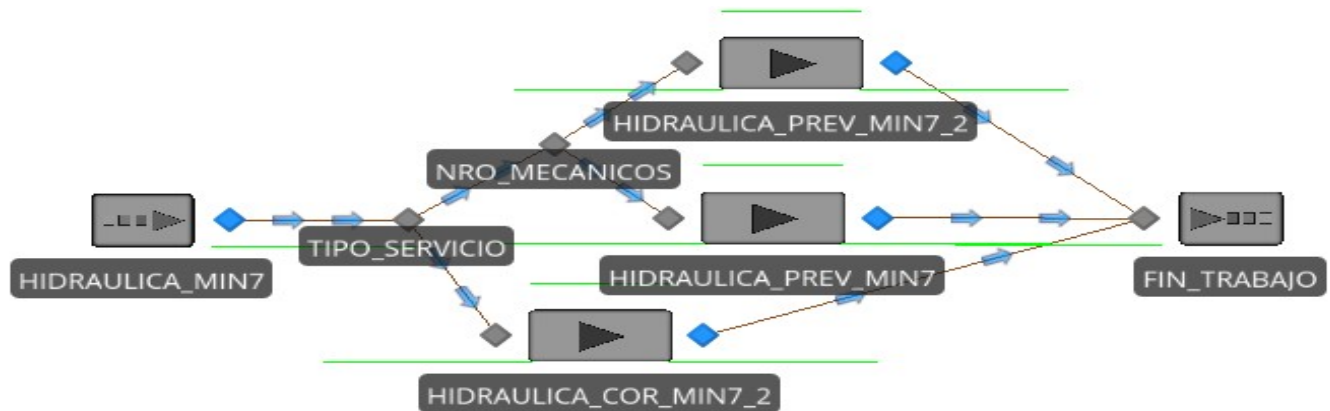 HIDRAULICA_PREV_MIN7_2
NRO_MECANICOS
TIPO_SERVICIO
HIDRAULICA_MIN7
HIDRAULICA_PREV_MIN7
FIN_TRABAJO
HIDRAULICA_COR_MIN7_2